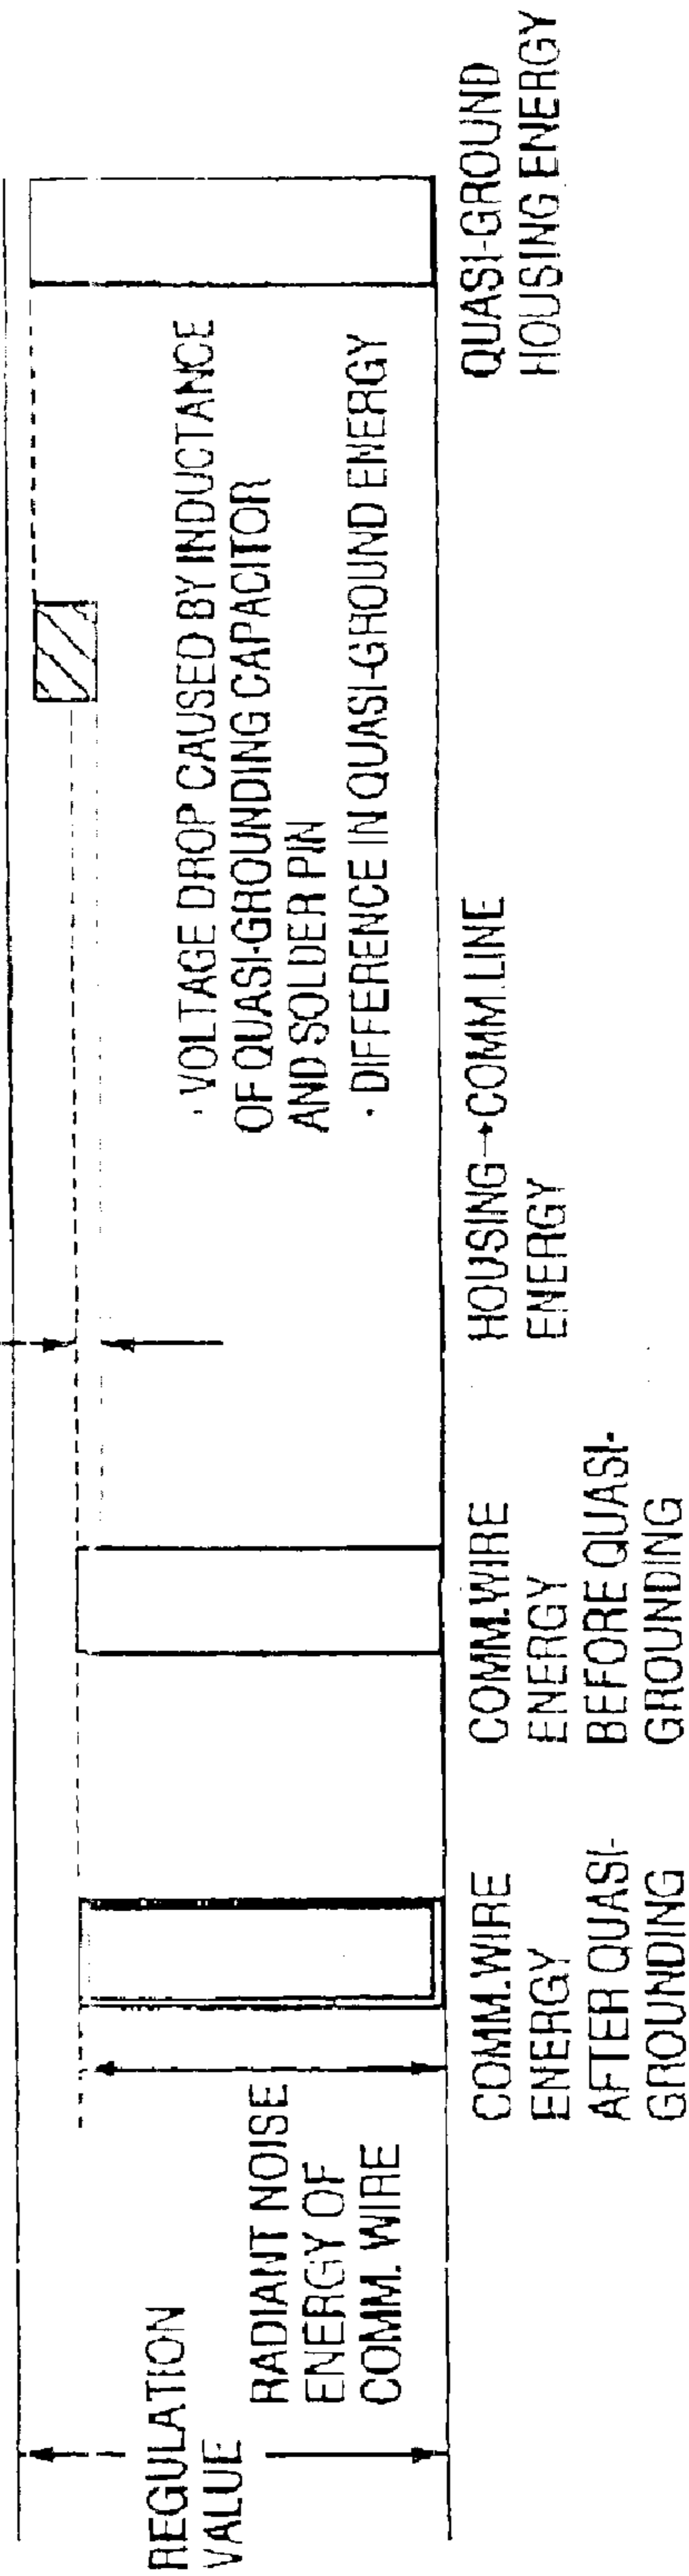 REGULATION
VALUE
RADIANT NOISE
ENERGY OF
COMM. WIRE
COMM.WIRE
ENERGY
AFTER QUASI-
GROUNDING
COMM.WIRE
ENERGY
BEFORE QUASI-
GROUNDING
HOUSING→COMM.LINE
ENERGY
· VOLTAGE DROP CAUSED BY INDUCTANCE
OF QUASI-GROUNDING CAPACITOR
AND SOLDER PIN
· DIFFERENCE IN QUASI-GROUND ENERGY
QUASI-GROUND
HOUSING ENERGY